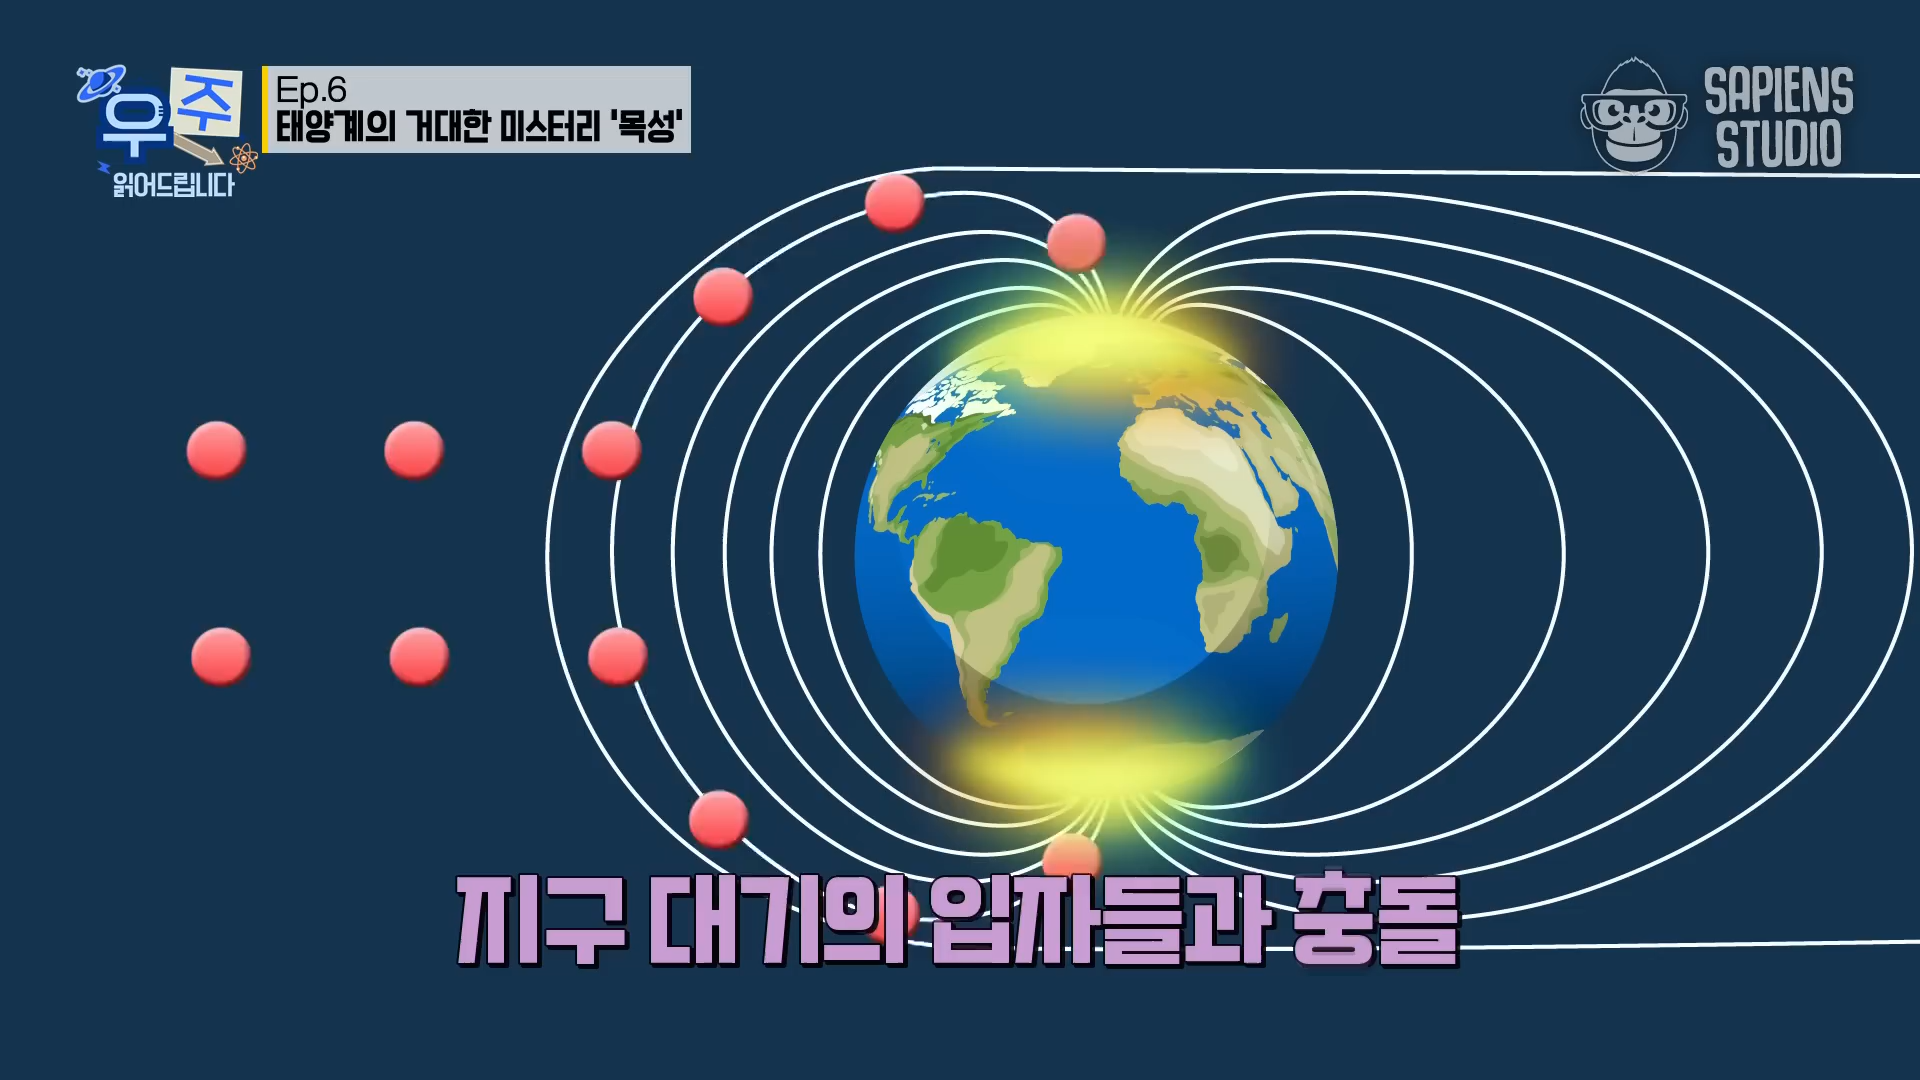 우주
읽어드립니다
Ep.6
태양계의 거대한 미스터리 '목성'
SAPIENS
STUDIO
지구 대기의 입자들과 충돌